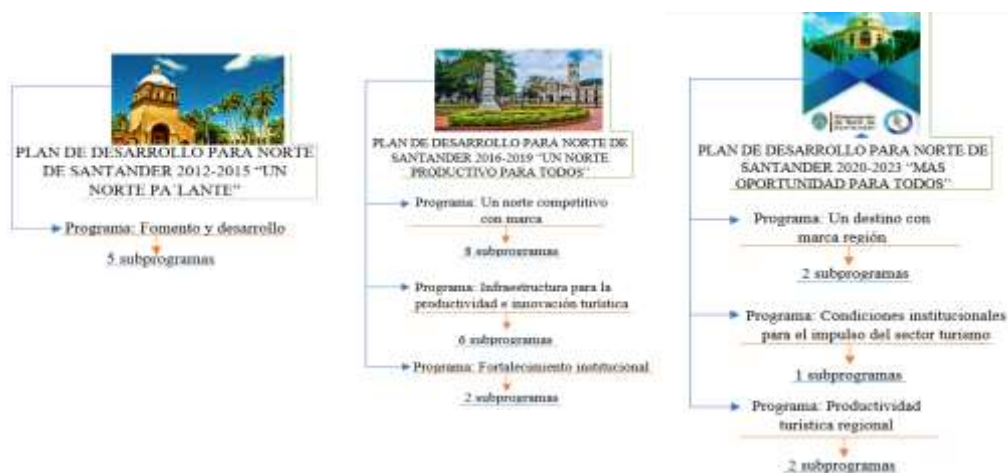 PLAN DE DESARROLLO PARA NORTE
DE SANTANDER 2012-2015 “UN
NORTE PA´LANTE”
Programa: Fomento y desarrollo
5 subprogramas
PLAN DE DESARROLLO PARA NORTE DE
SANTANDER 2016-2019 “UN NORTE
PRODUCTIVO PARA TODOS”
Programa: Un norte competitivo
con marca
8 subprogramas
Programa: Infraestructura para la
productividad e innovación turística
6 subprogramas
Programa: Fortalecimiento institucional
2 subprogramas
PLAN DE DESARROLLO PARA NORTE DE
SANTANDER 2020-2023 “MAS
OPORTUNIDAD PARA TODOS”
Programa: Un destino con
marca región
2 subprogramas
Programa: Condiciones institucionales
para el impulso del sector turismo
1 subprogramas
Programa: Productividad
turística regional
2 subprogramas